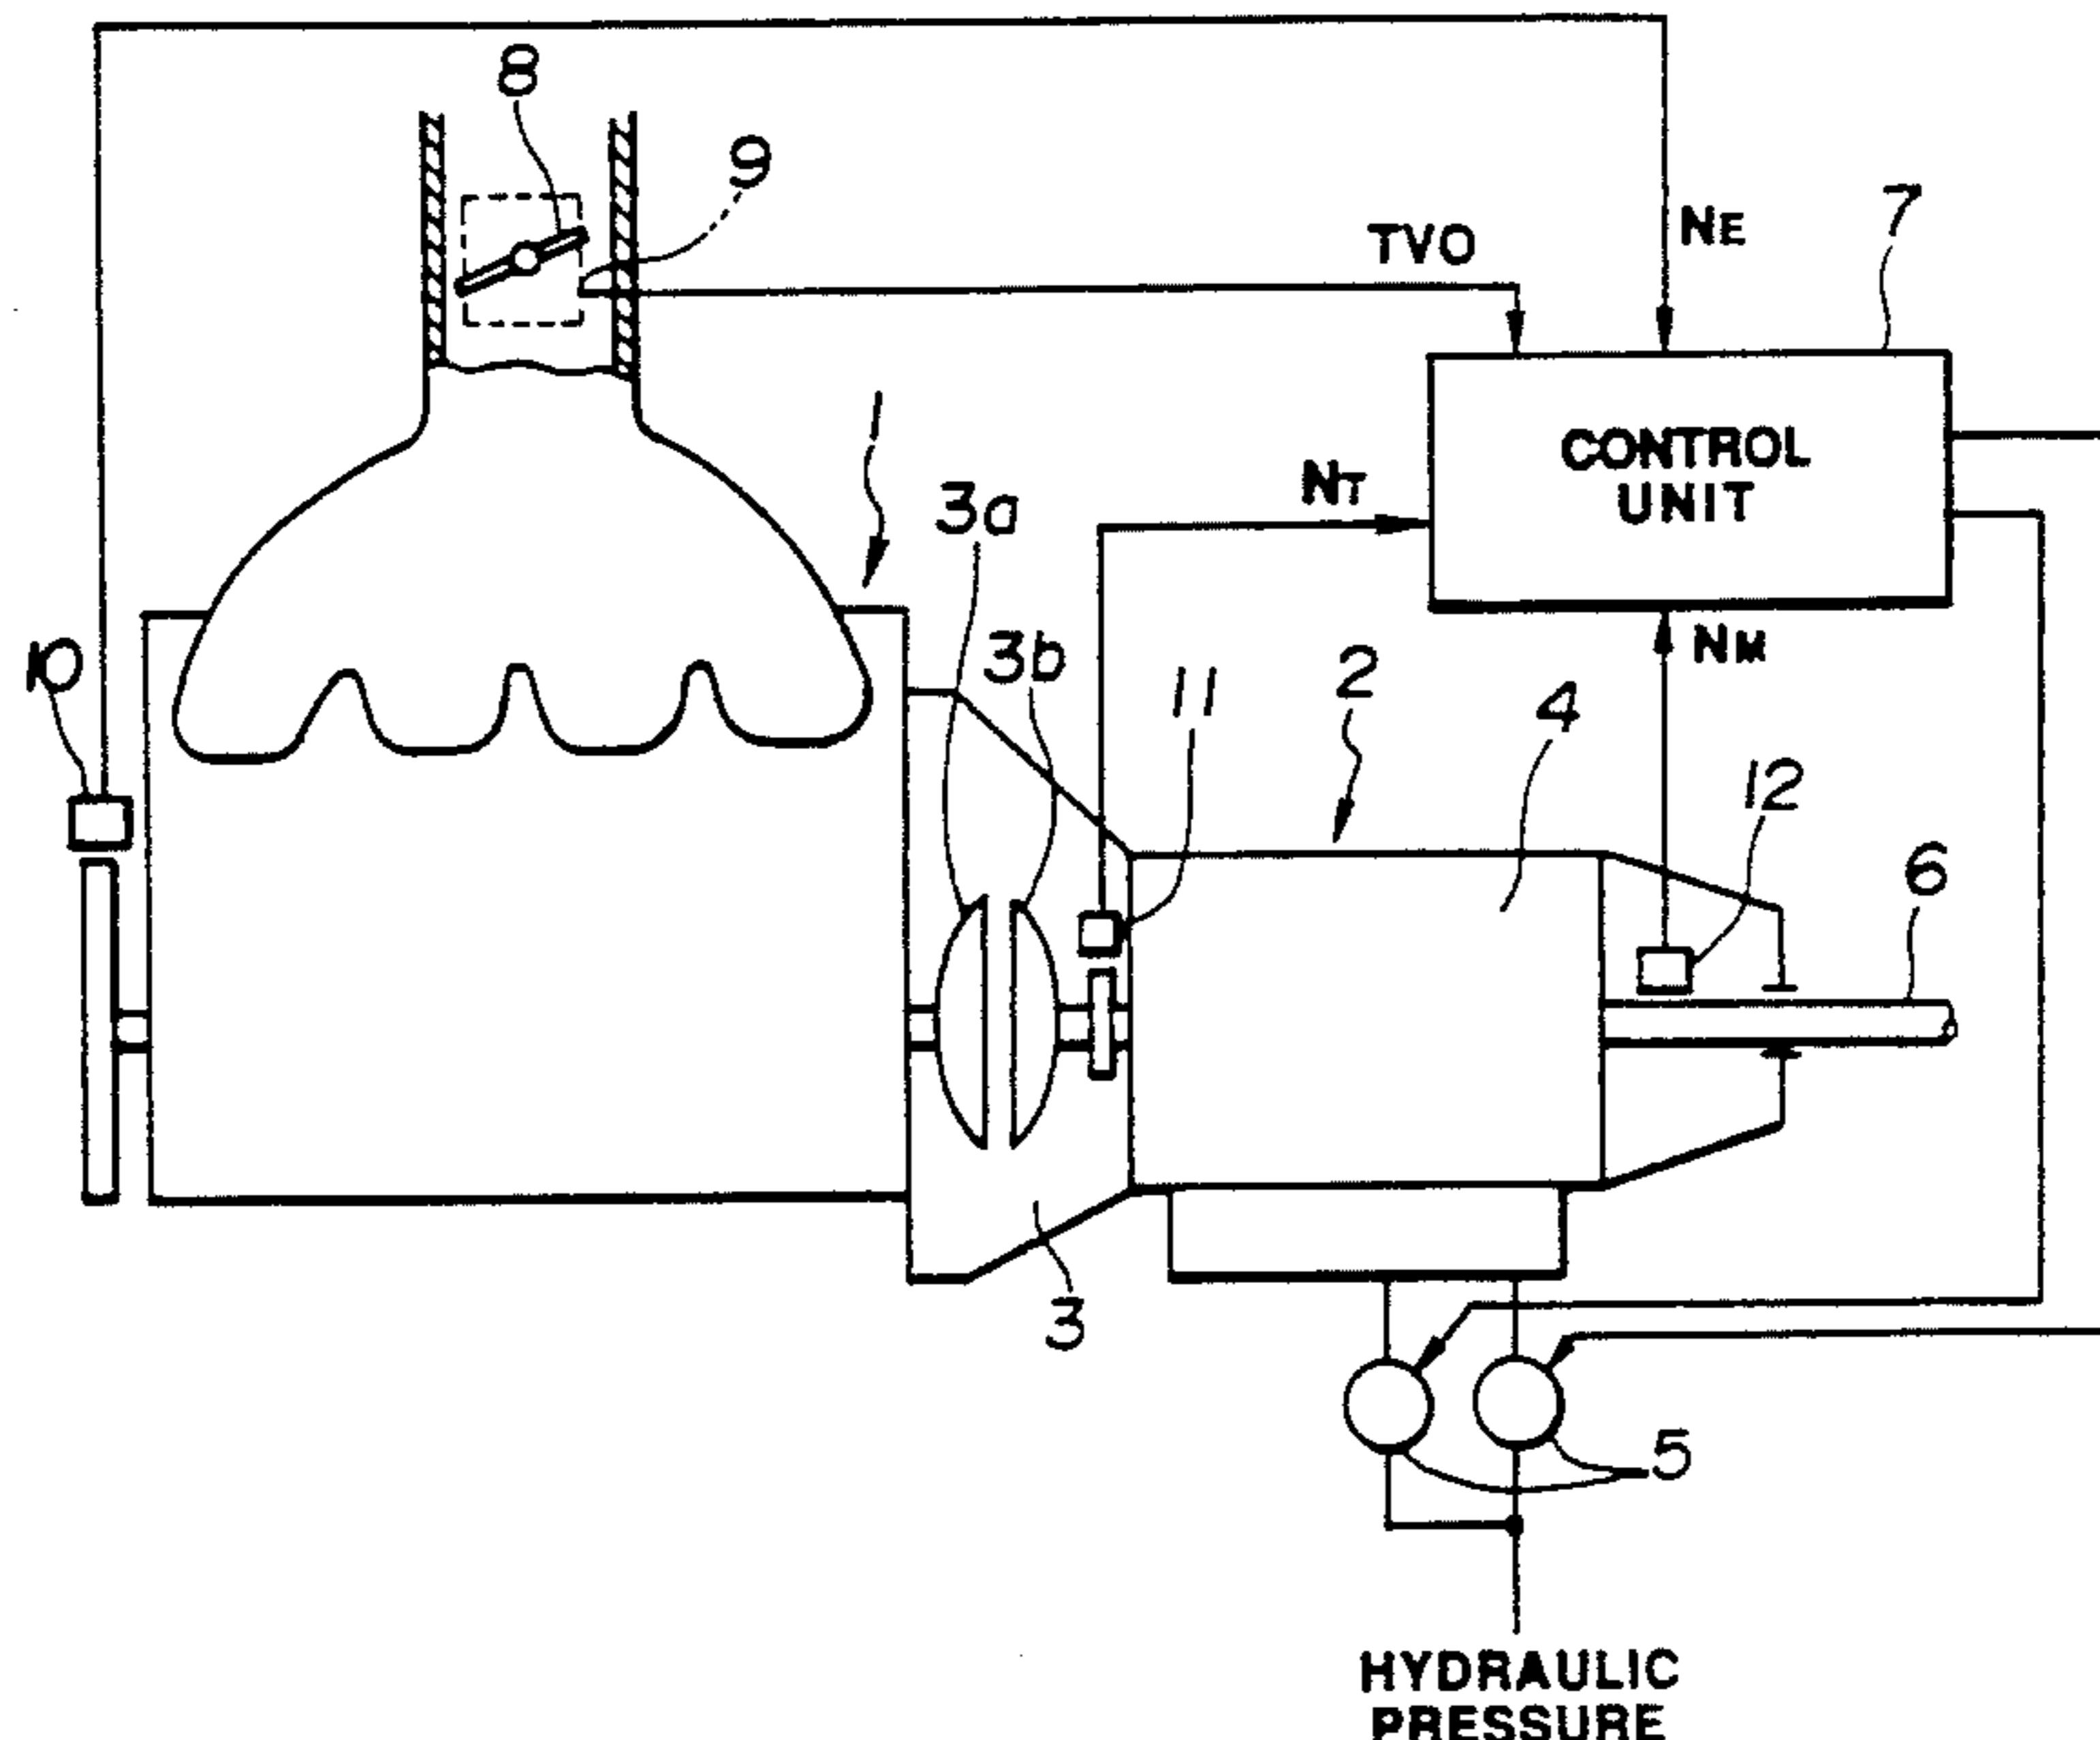 8
9
TVO
NE
7
CONTROL
UNIT
NT
3a
3b
10
11
2
4
NM
12
6
3
5
HYDRAULIC
PRESSURE